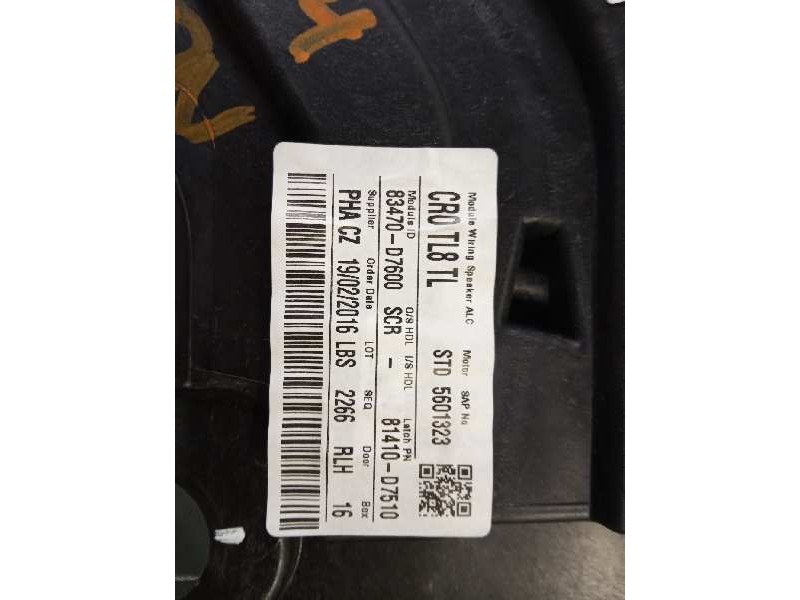 Module Wiring Speaker ALC Motor SAP No
CR0 TL8 TL STD 5601323
Module ID O/S HDL I/S HDL Latch PN
83470-D7600 SCR - 81410-D7510
Supplier Order Date LOT SEQ Door Box
PHA CZ 19/02/2016 LBS 2266 RLH 16